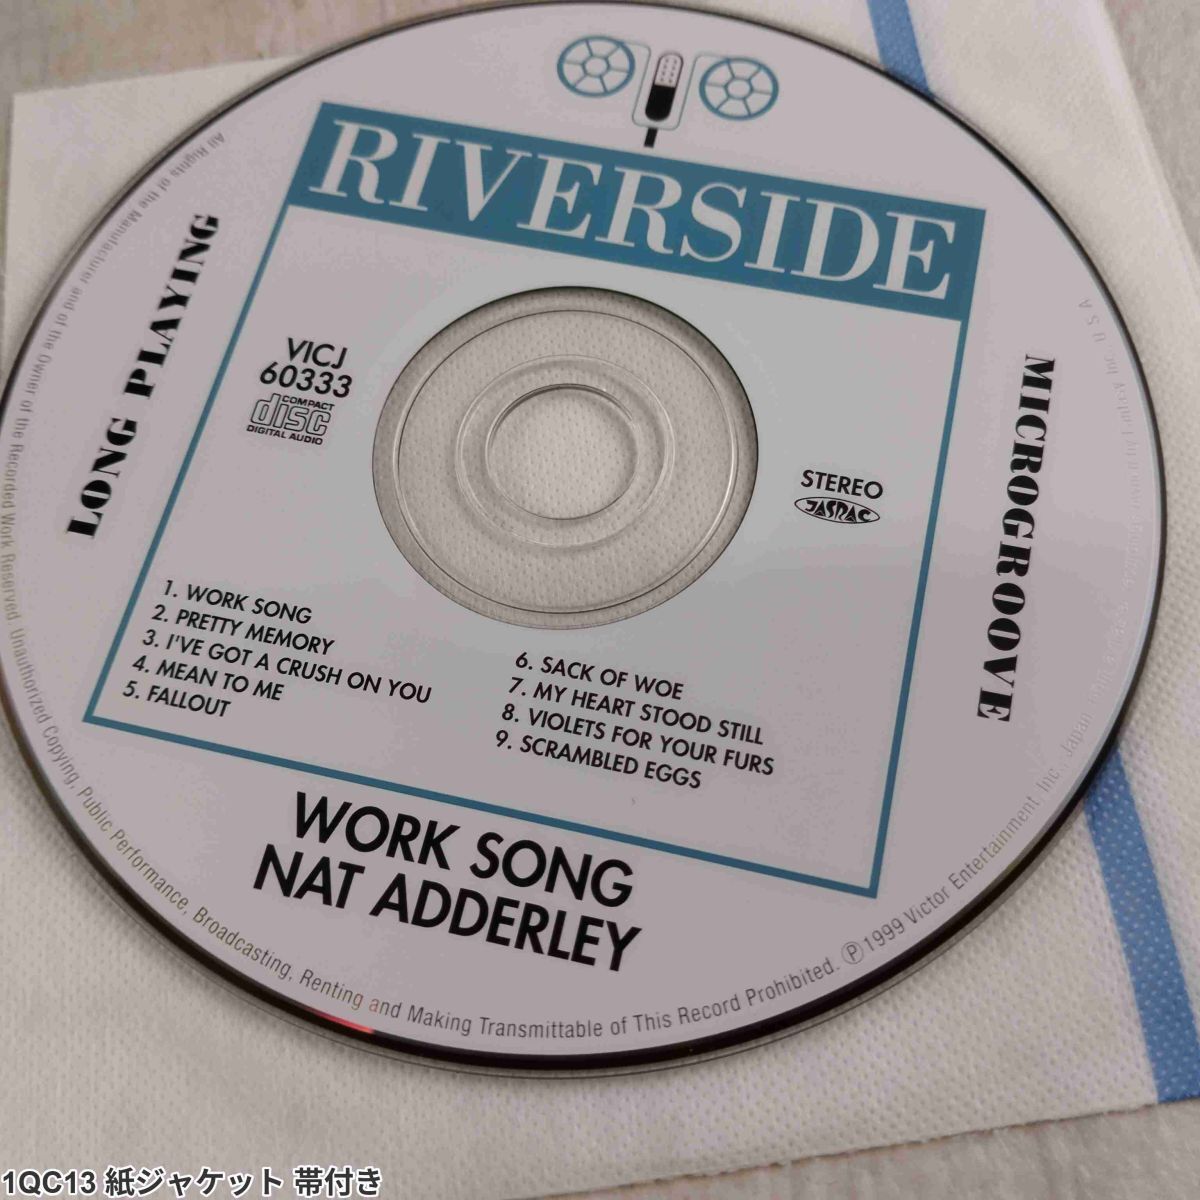 RIVERSIDE
LONG PLAYING
MICROGROOVE
VICJ
60333
COMPACT
disc
DIGITAL AUDIO
STEREO
JASRAC
1. WORK SONG
2. PRETTY MEMORY
3. I'VE GOT A CRUSH ON YOU
4. MEAN TO ME
5. FALLOUT
6. SACK OF WOE
7. MY HEART STOOD STILL
8. VIOLETS FOR YOUR FURS
9. SCRAMBLED EGGS
WORK SONG
NAT ADDERLEY
All Rights of the Manufacturer and of the Owner of the Recorded Work Reserved. Unauthorized Copying, Public Performance, Broadcasting, Renting and Making Transmittable of This Record Prohibited. Ⓟ 1999 Victor Entertainment, Inc., Japan
Inc. U S A
1QC13 紙ジャケット 帯付き